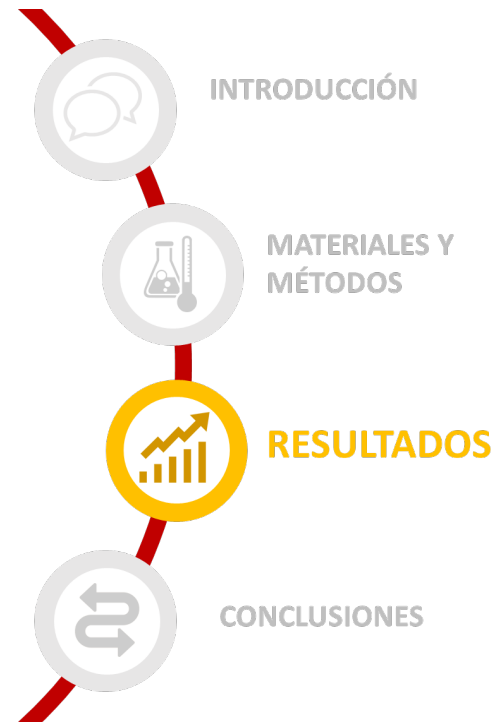 INTRODUCCIÓN
MATERIALES Y
MÉTODOS
RESULTADOS
CONCLUSIONES